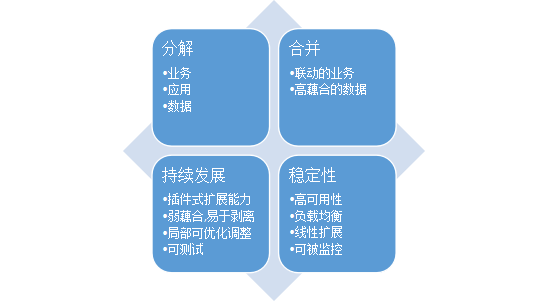 分解
•业务
•应用
•数据
合并
•联动的业务
•高藕合的数据
持续发展
•插件式扩展能力
•弱藕合,易于剥离
•局部可优化调整
•可测试
稳定性
•高可用性
•负载均衡
•线性扩展
•可被监控